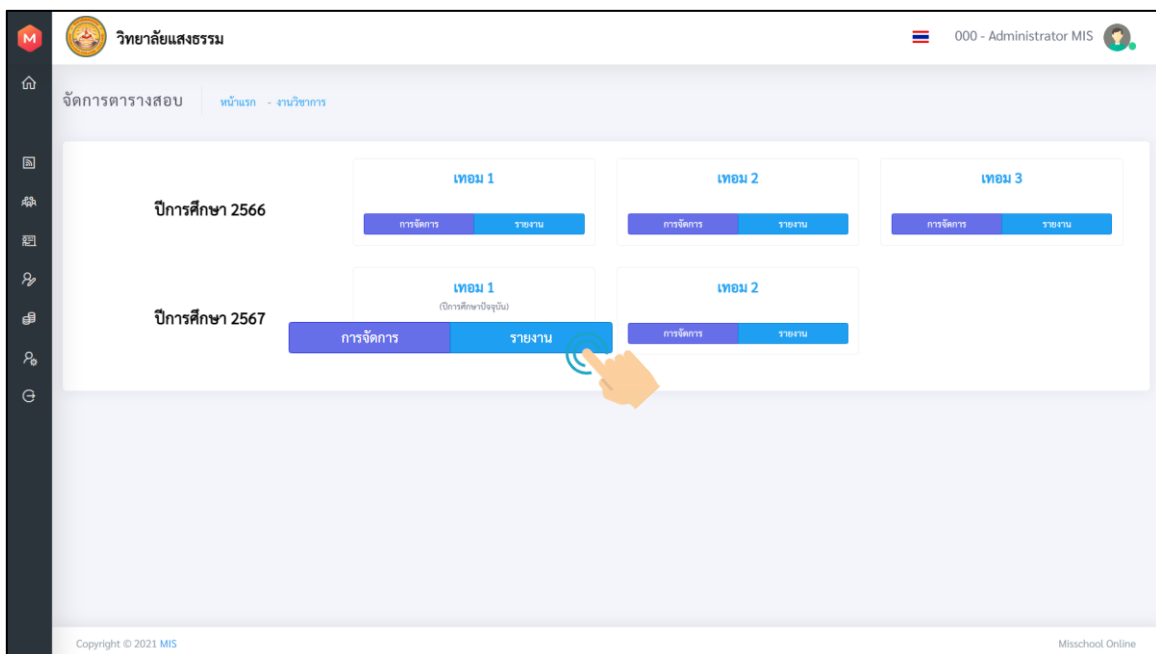 M
วิทยาลัยแสงธรรม
000 - Administrator MIS
จัดการตารางสอบ
หน้าแรก - งานวิชาการ
ปีการศึกษา 2566
เทอม 1
การจัดการ รายงาน
เทอม 2
การจัดการ รายงาน
เทอม 3
การจัดการ รายงาน
ปีการศึกษา 2567
เทอม 1
(ปีการศึกษาปัจจุบัน)
การจัดการ รายงาน
เทอม 2
การจัดการ รายงาน
Copyright © 2021 MIS
Misschool Online